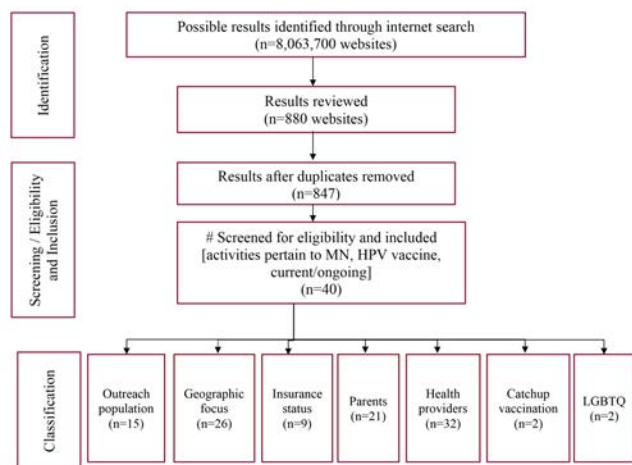 Identification
Possible results identified through internet search
(n=8,063,700 websites)
Results reviewed
(n=880 websites)
Screening / Eligibility
and Inclusion
Results after duplicates removed
(n=847)
# Screened for eligibility and included
[activities pertain to MN, HPV vaccine,
current/ongoing]
(n=40)
Classification
Outreach
population
(n=15)
Geographic
focus
(n=26)
Insurance
status
(n=9)
Parents
(n=21)
Health
providers
(n=32)
Catchup
vaccination
(n=2)
LGBTQ
(n=2)